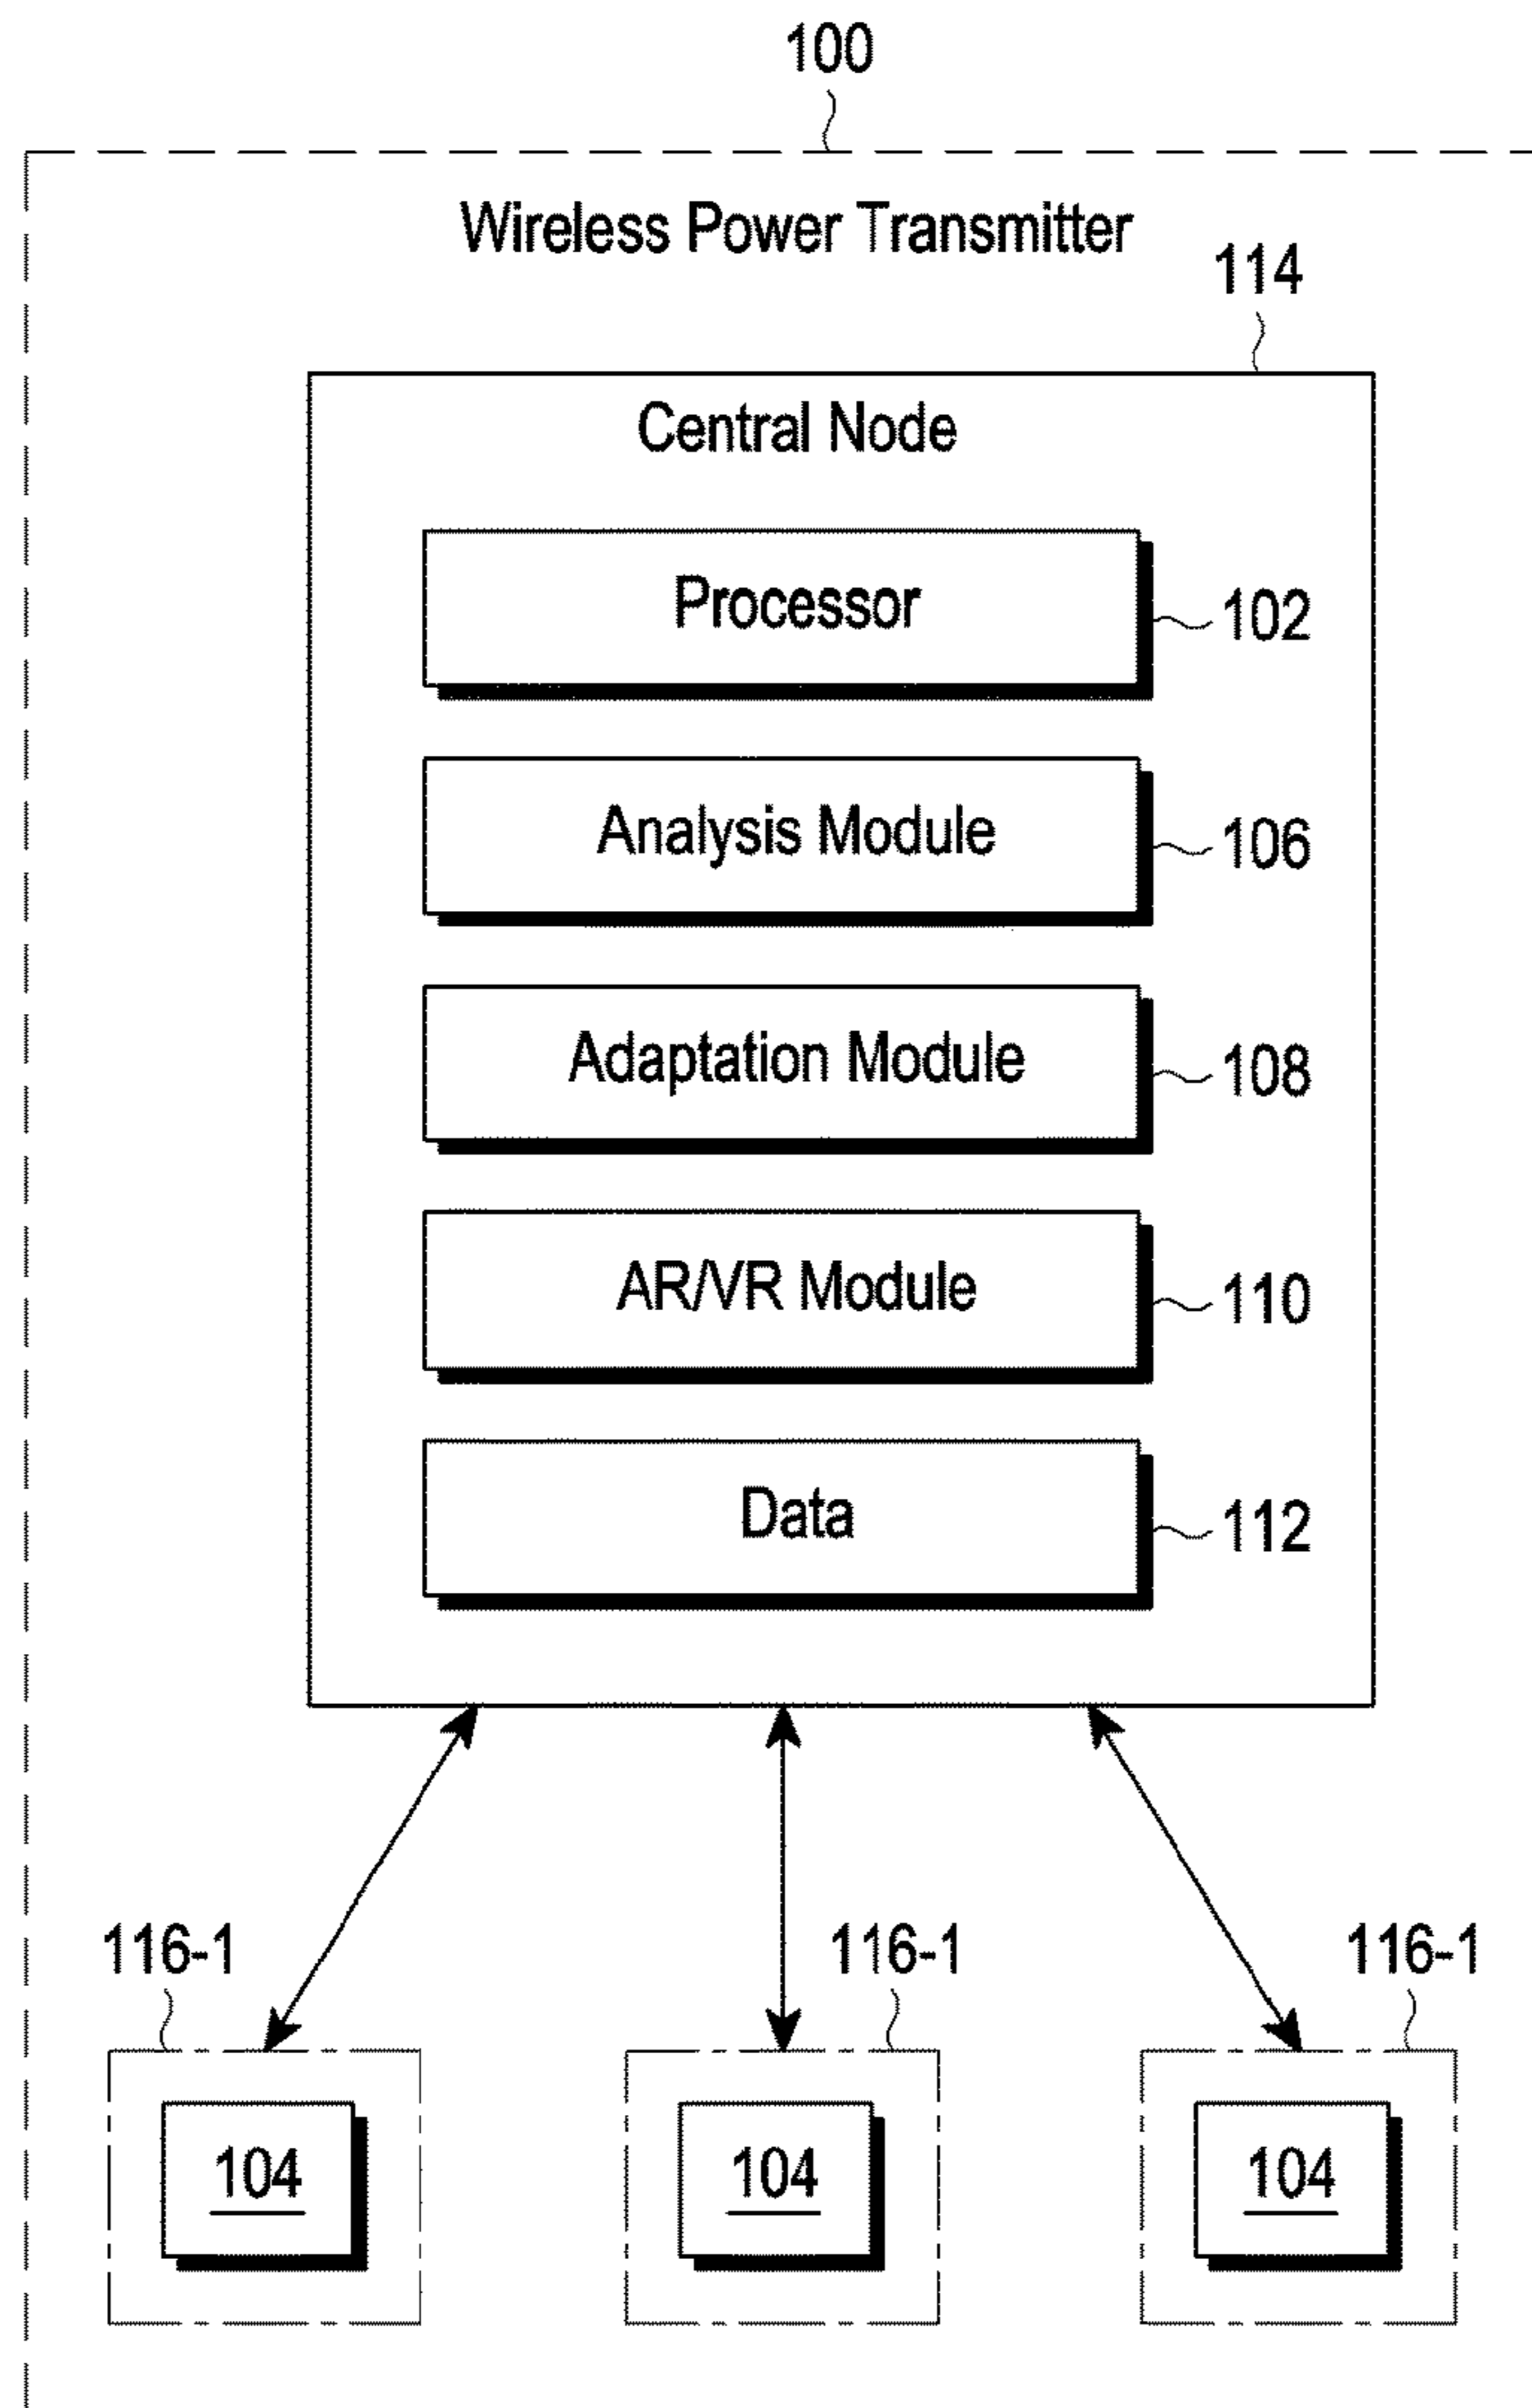 100
Wireless Power Transmitter
114
Central Node
Processor
102
Analysis Module
106
Adaptation Module
108
AR/VR Module
110
Data
112
116-1
116-1
116-1
104
104
104